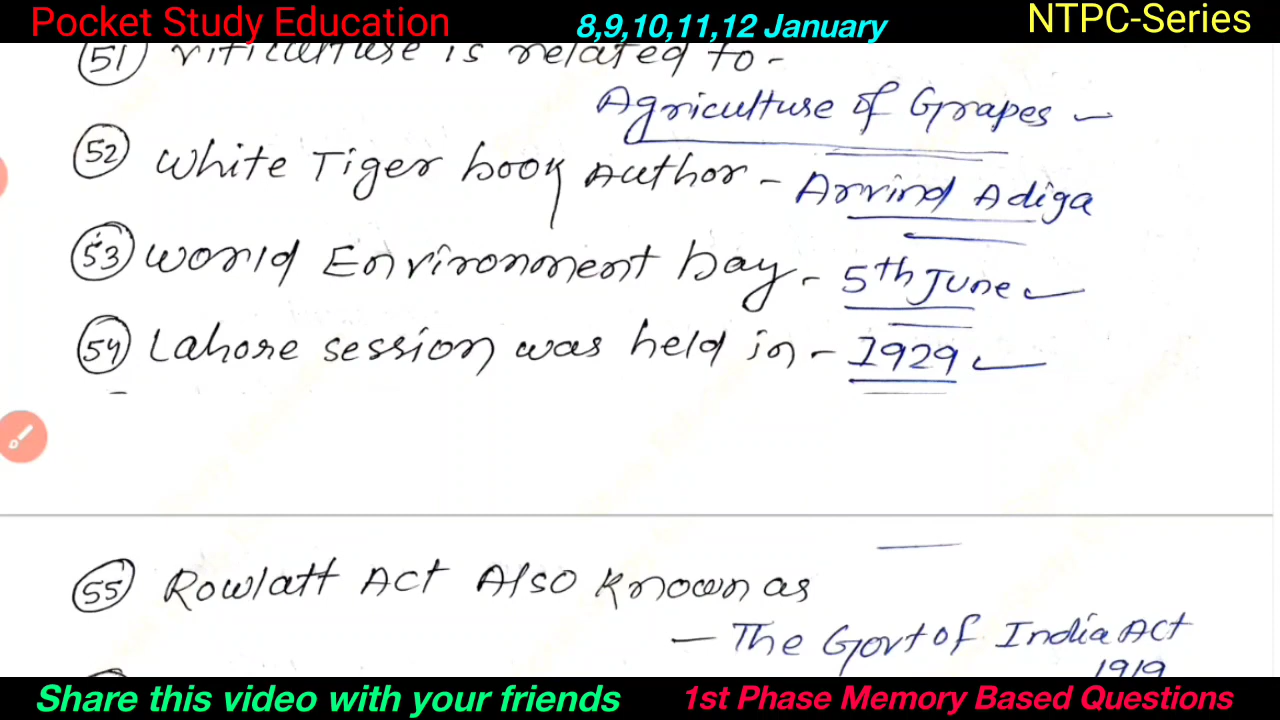 Pocket Study Education
8,9,10,11,12 January
NTPC-Series
51 Viticulture is related to -
Agriculture of Grapes -
52 White Tiger book Author - Arvind Adiga
53 World Environment Day - 5th June
54 Lahore session was held in - 1929
55 Rowlatt Act Also Known as
- The Govt of India Act
1919
Share this video with your friends
1st Phase Memory Based Questions